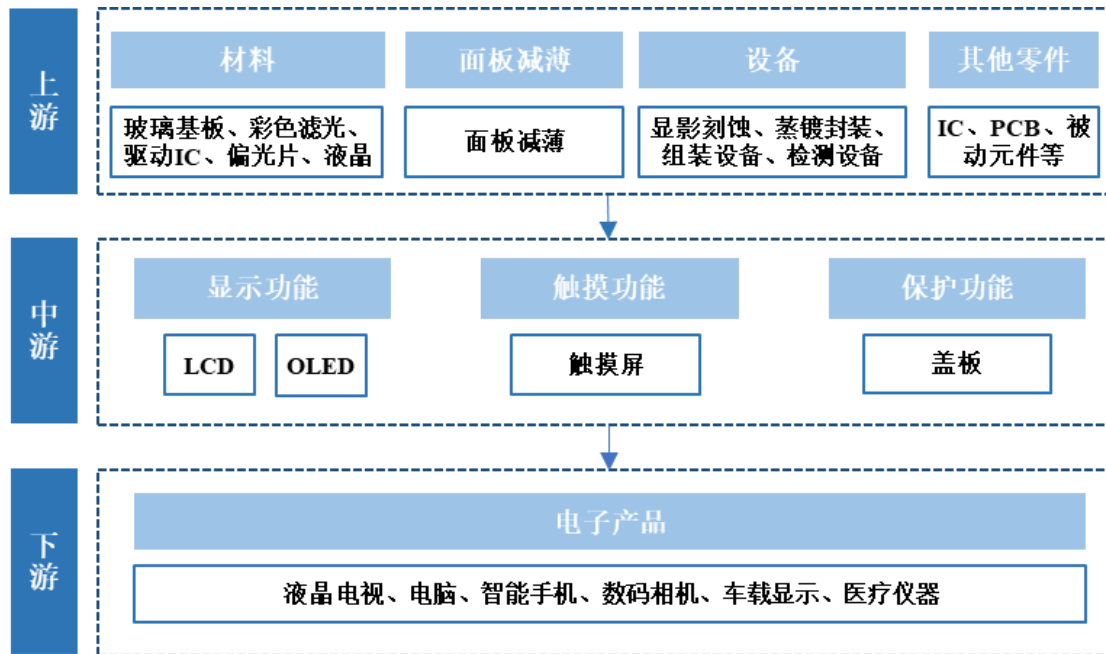 上游
材料
面板减薄
设备
其他零件
玻璃基板、彩色滤光、
驱动IC、偏光片、液晶
面板减薄
显影刻蚀、蒸镀封装、
组装设备、检测设备
IC、PCB、被
动元件等
中游
显示功能
触摸功能
保护功能
LCD
OLED
触摸屏
盖板
下游
电子产品
液晶电视、电脑、智能手机、数码相机、车载显示、医疗仪器